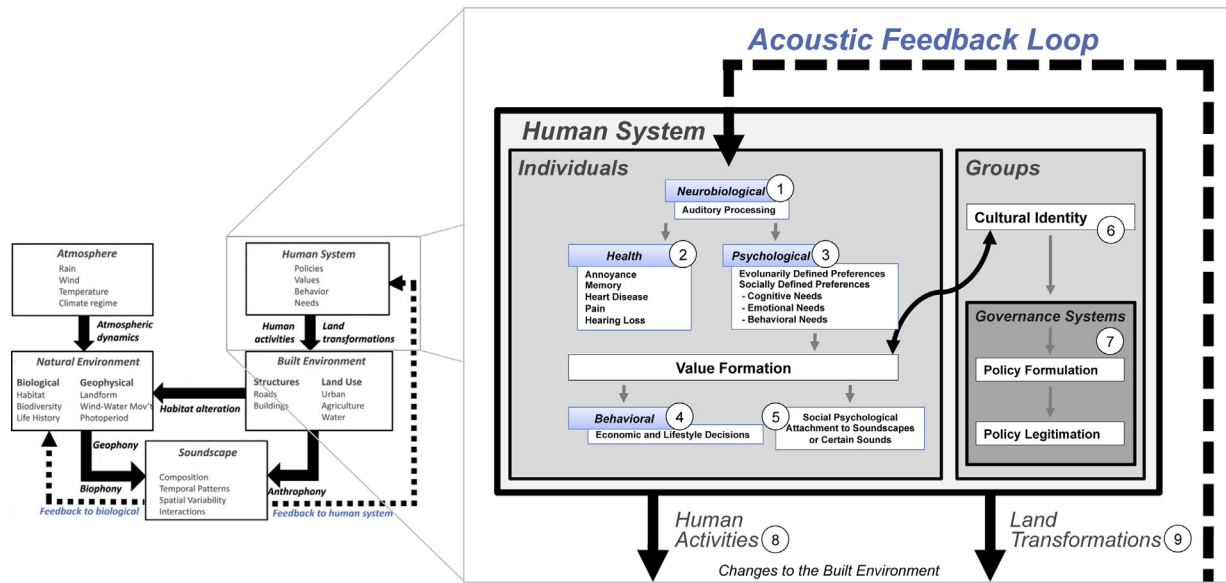 Acoustic Feedback Loop
Human System
Individuals
Neurobiological 1
Auditory Processing
Health 2
Annoyance
Memory
Heart Disease
Pain
Hearing Loss
Psychological 3
Evolunarily Defined Preferences
Socially Defined Preferences
- Cognitive Needs
- Emotional Needs
- Behavioral Needs
Value Formation
Behavioral 4
Economic and Lifestyle Decisions
5 Social Psychological
Attachment to Soundscapes
or Certain Sounds
Groups
Cultural Identity 6
Governance Systems
7
Policy Formulation
Policy Legitimation
Human
Activities 8
Land
Transformations 9
Changes to the Built Environment
Atmosphere
Rain
Wind
Temperature
Climate regime
Human System
Policies
Values
Behavior
Needs
Atmospheric
dynamics
Human
activities
Land
transformations
Natural Environment
Biological
Habitat
Biodiversity
Life History
Geophysical
Landform
Wind-Water Mov't
Photoperiod
Built Environment
Structures
Roads
Buildings
Land Use
Urban
Agriculture
Water
Habitat alteration
Geophony
Biophony
Soundscape
Composition
Temporal Patterns
Spatial Variability
Interactions
Anthrophony
Feedback to biological
Feedback to human system